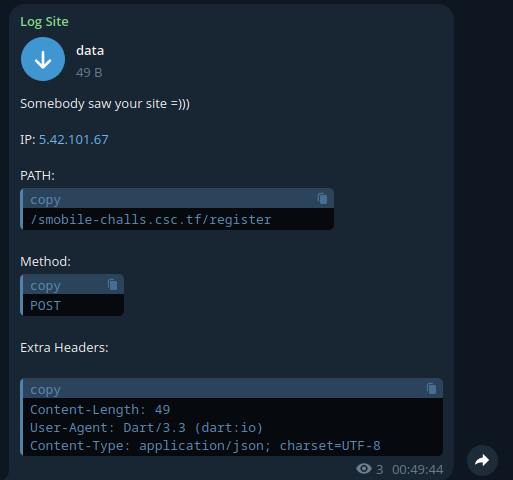 Log Site
data
49 B
Somebody saw your site =)))
IP: 5.42.101.67
PATH:
copy
/smobile-challs.csc.tf/register
Method:
copy
POST
Extra Headers:
copy
Content-Length: 49
User-Agent: Dart/3.3 (dart:io)
Content-Type: application/json; charset=UTF-8
3 00:49:44